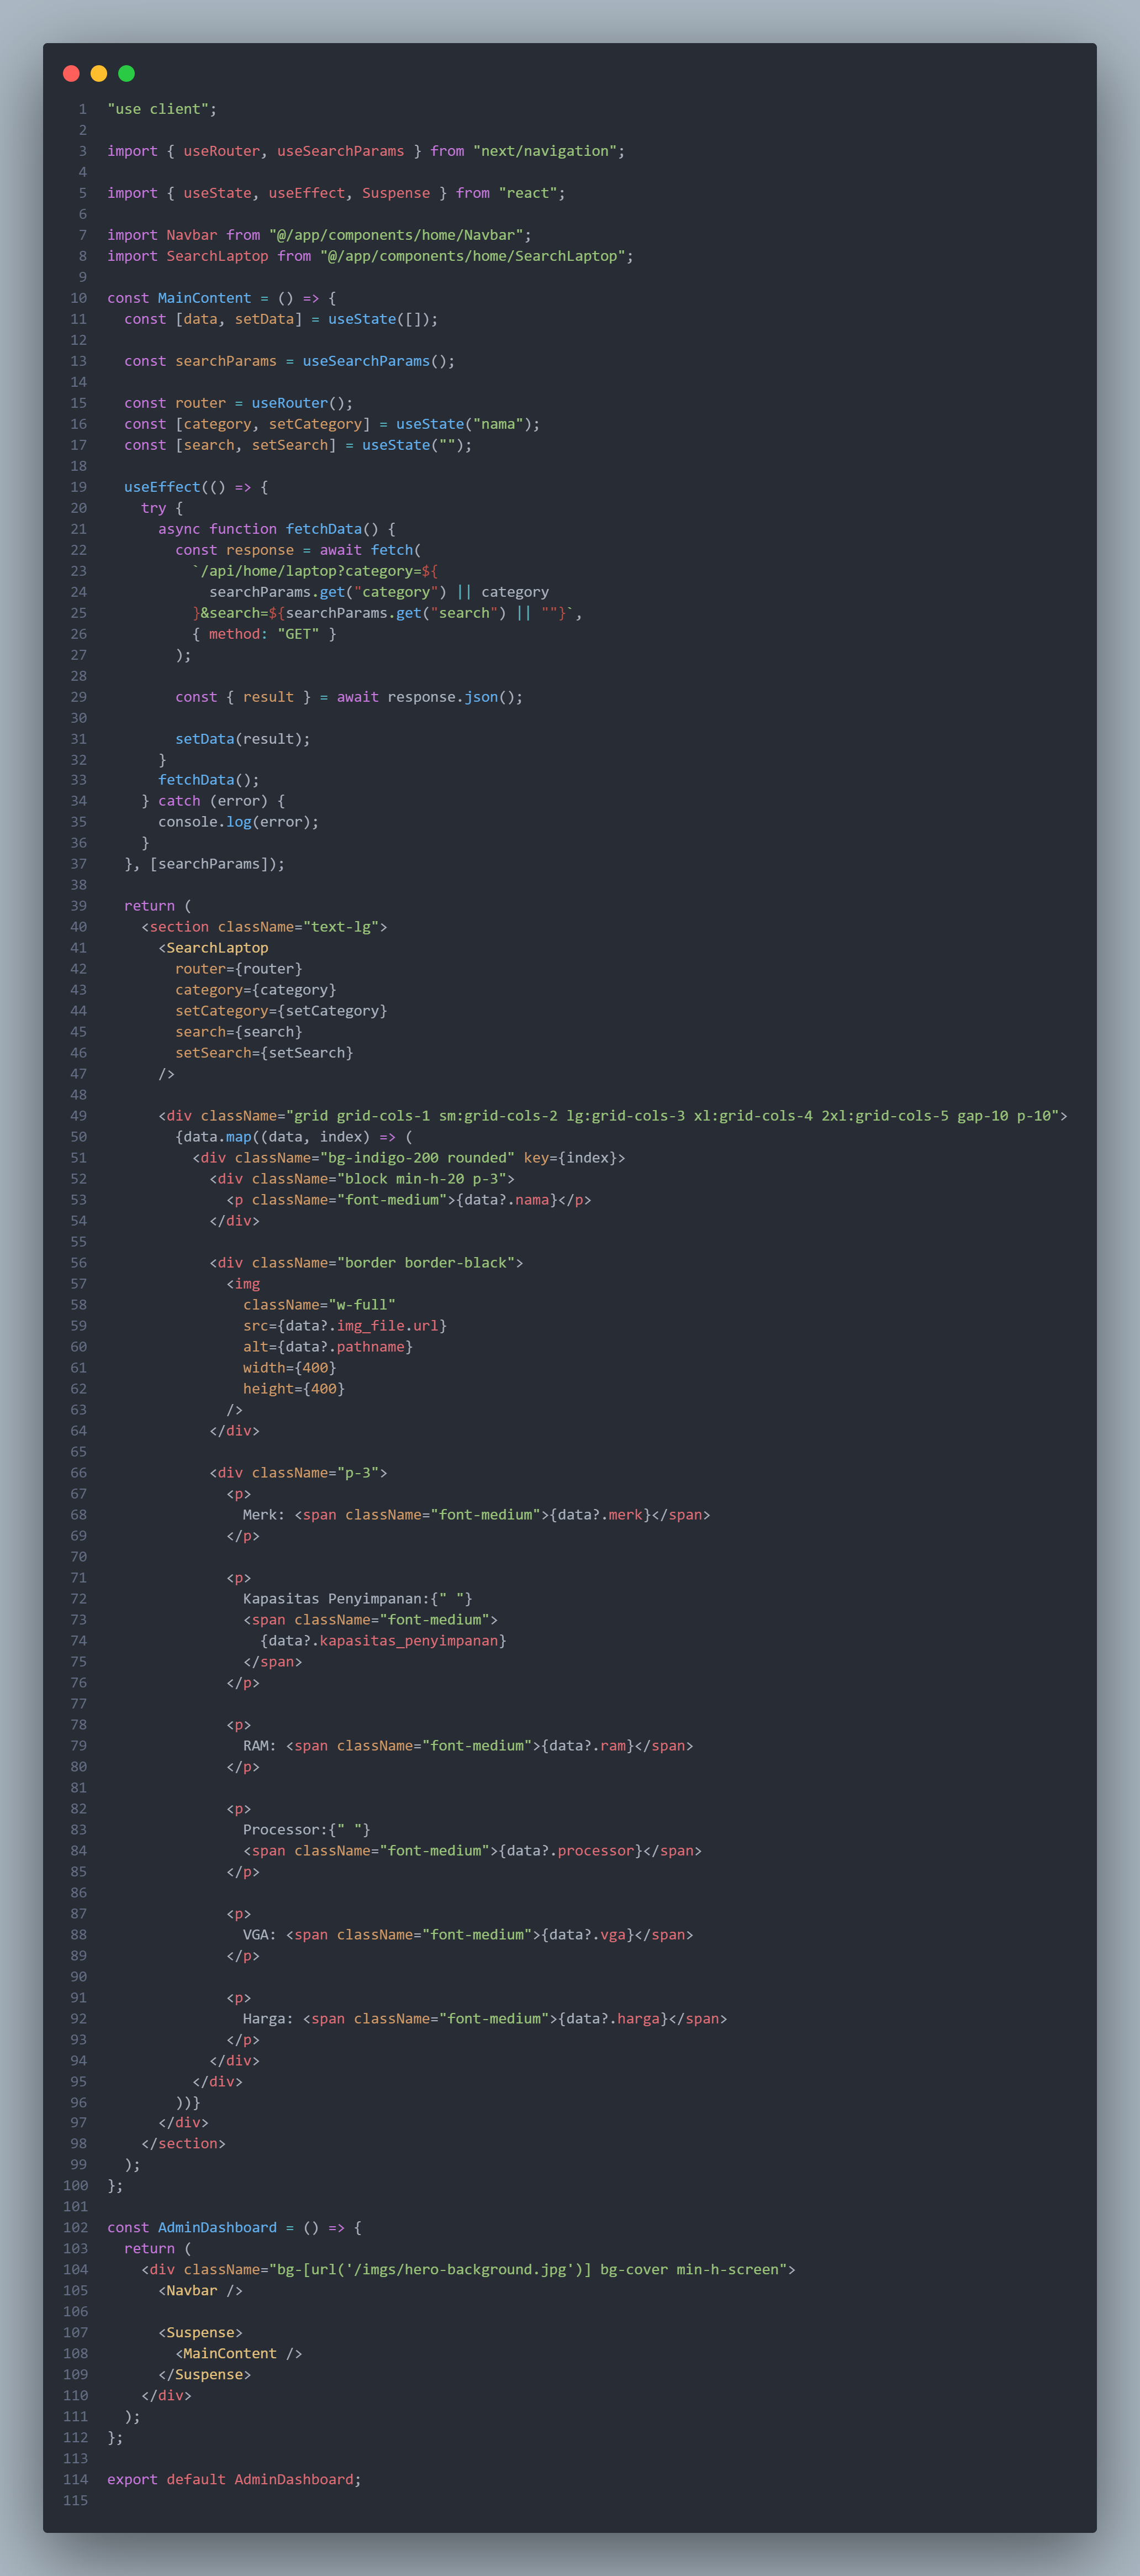 1 "use client";
2
3 import { useRouter, useSearchParams } from "next/navigation";
4
5 import { useState, useEffect, Suspense } from "react";
6
7 import Navbar from "@/app/components/home/Navbar";
8 import SearchLaptop from "@/app/components/home/SearchLaptop";
9
10 const MainContent = () => {
11   const [data, setData] = useState([]);
12
13   const searchParams = useSearchParams();
14
15   const router = useRouter();
16   const [category, setCategory] = useState("nama");
17   const [search, setSearch] = useState("");
18
19   useEffect(() => {
20     try {
21       async function fetchData() {
22         const response = await fetch(
23           `/api/home/laptop?category=${
24             searchParams.get("category") || category
25           }&search=${searchParams.get("search") || ""}`,
26           { method: "GET" }
27         );
28
29         const { result } = await response.json();
30
31         setData(result);
32       }
33       fetchData();
34     } catch (error) {
35       console.log(error);
36     }
37   }, [searchParams]);
38
39   return (
40     <section className="text-lg">
41       <SearchLaptop
42         router={router}
43         category={category}
44         setCategory={setCategory}
45         search={search}
46         setSearch={setSearch}
47       />
48
49       <div className="grid grid-cols-1 sm:grid-cols-2 lg:grid-cols-3 xl:grid-cols-4 2xl:grid-cols-5 gap-10 p-10">
50         {data.map((data, index) => (
51           <div className="bg-indigo-200 rounded" key={index}>
52             <div className="block min-h-20 p-3">
53               <p className="font-medium">{data?.nama}</p>
54             </div>
55
56             <div className="border border-black">
57               <img
58                 className="w-full"
59                 src={data?.img_file.url}
60                 alt={data?.pathname}
61                 width={400}
62                 height={400}
63               />
64             </div>
65
66             <div className="p-3">
67               <p>
68                 Merk: <span className="font-medium">{data?.merk}</span>
69               </p>
70
71               <p>
72                 Kapasitas Penyimpanan:{" "}
73                 <span className="font-medium">
74                   {data?.kapasitas_penyimpanan}
75                 </span>
76               </p>
77
78               <p>
79                 RAM: <span className="font-medium">{data?.ram}</span>
80               </p>
81
82               <p>
83                 Processor:{" "}
84                 <span className="font-medium">{data?.processor}</span>
85               </p>
86
87               <p>
88                 VGA: <span className="font-medium">{data?.vga}</span>
89               </p>
90
91               <p>
92                 Harga: <span className="font-medium">{data?.harga}</span>
93               </p>
94             </div>
95           </div>
96         ))}
97       </div>
98     </section>
99   );
100 };
101
102 const AdminDashboard = () => {
103   return (
104     <div className="bg-[url('/imgs/hero-background.jpg')] bg-cover min-h-screen">
105       <Navbar />
106
107       <Suspense>
108         <MainContent />
109       </Suspense>
110     </div>
111   );
112 };
113
114 export default AdminDashboard;
115